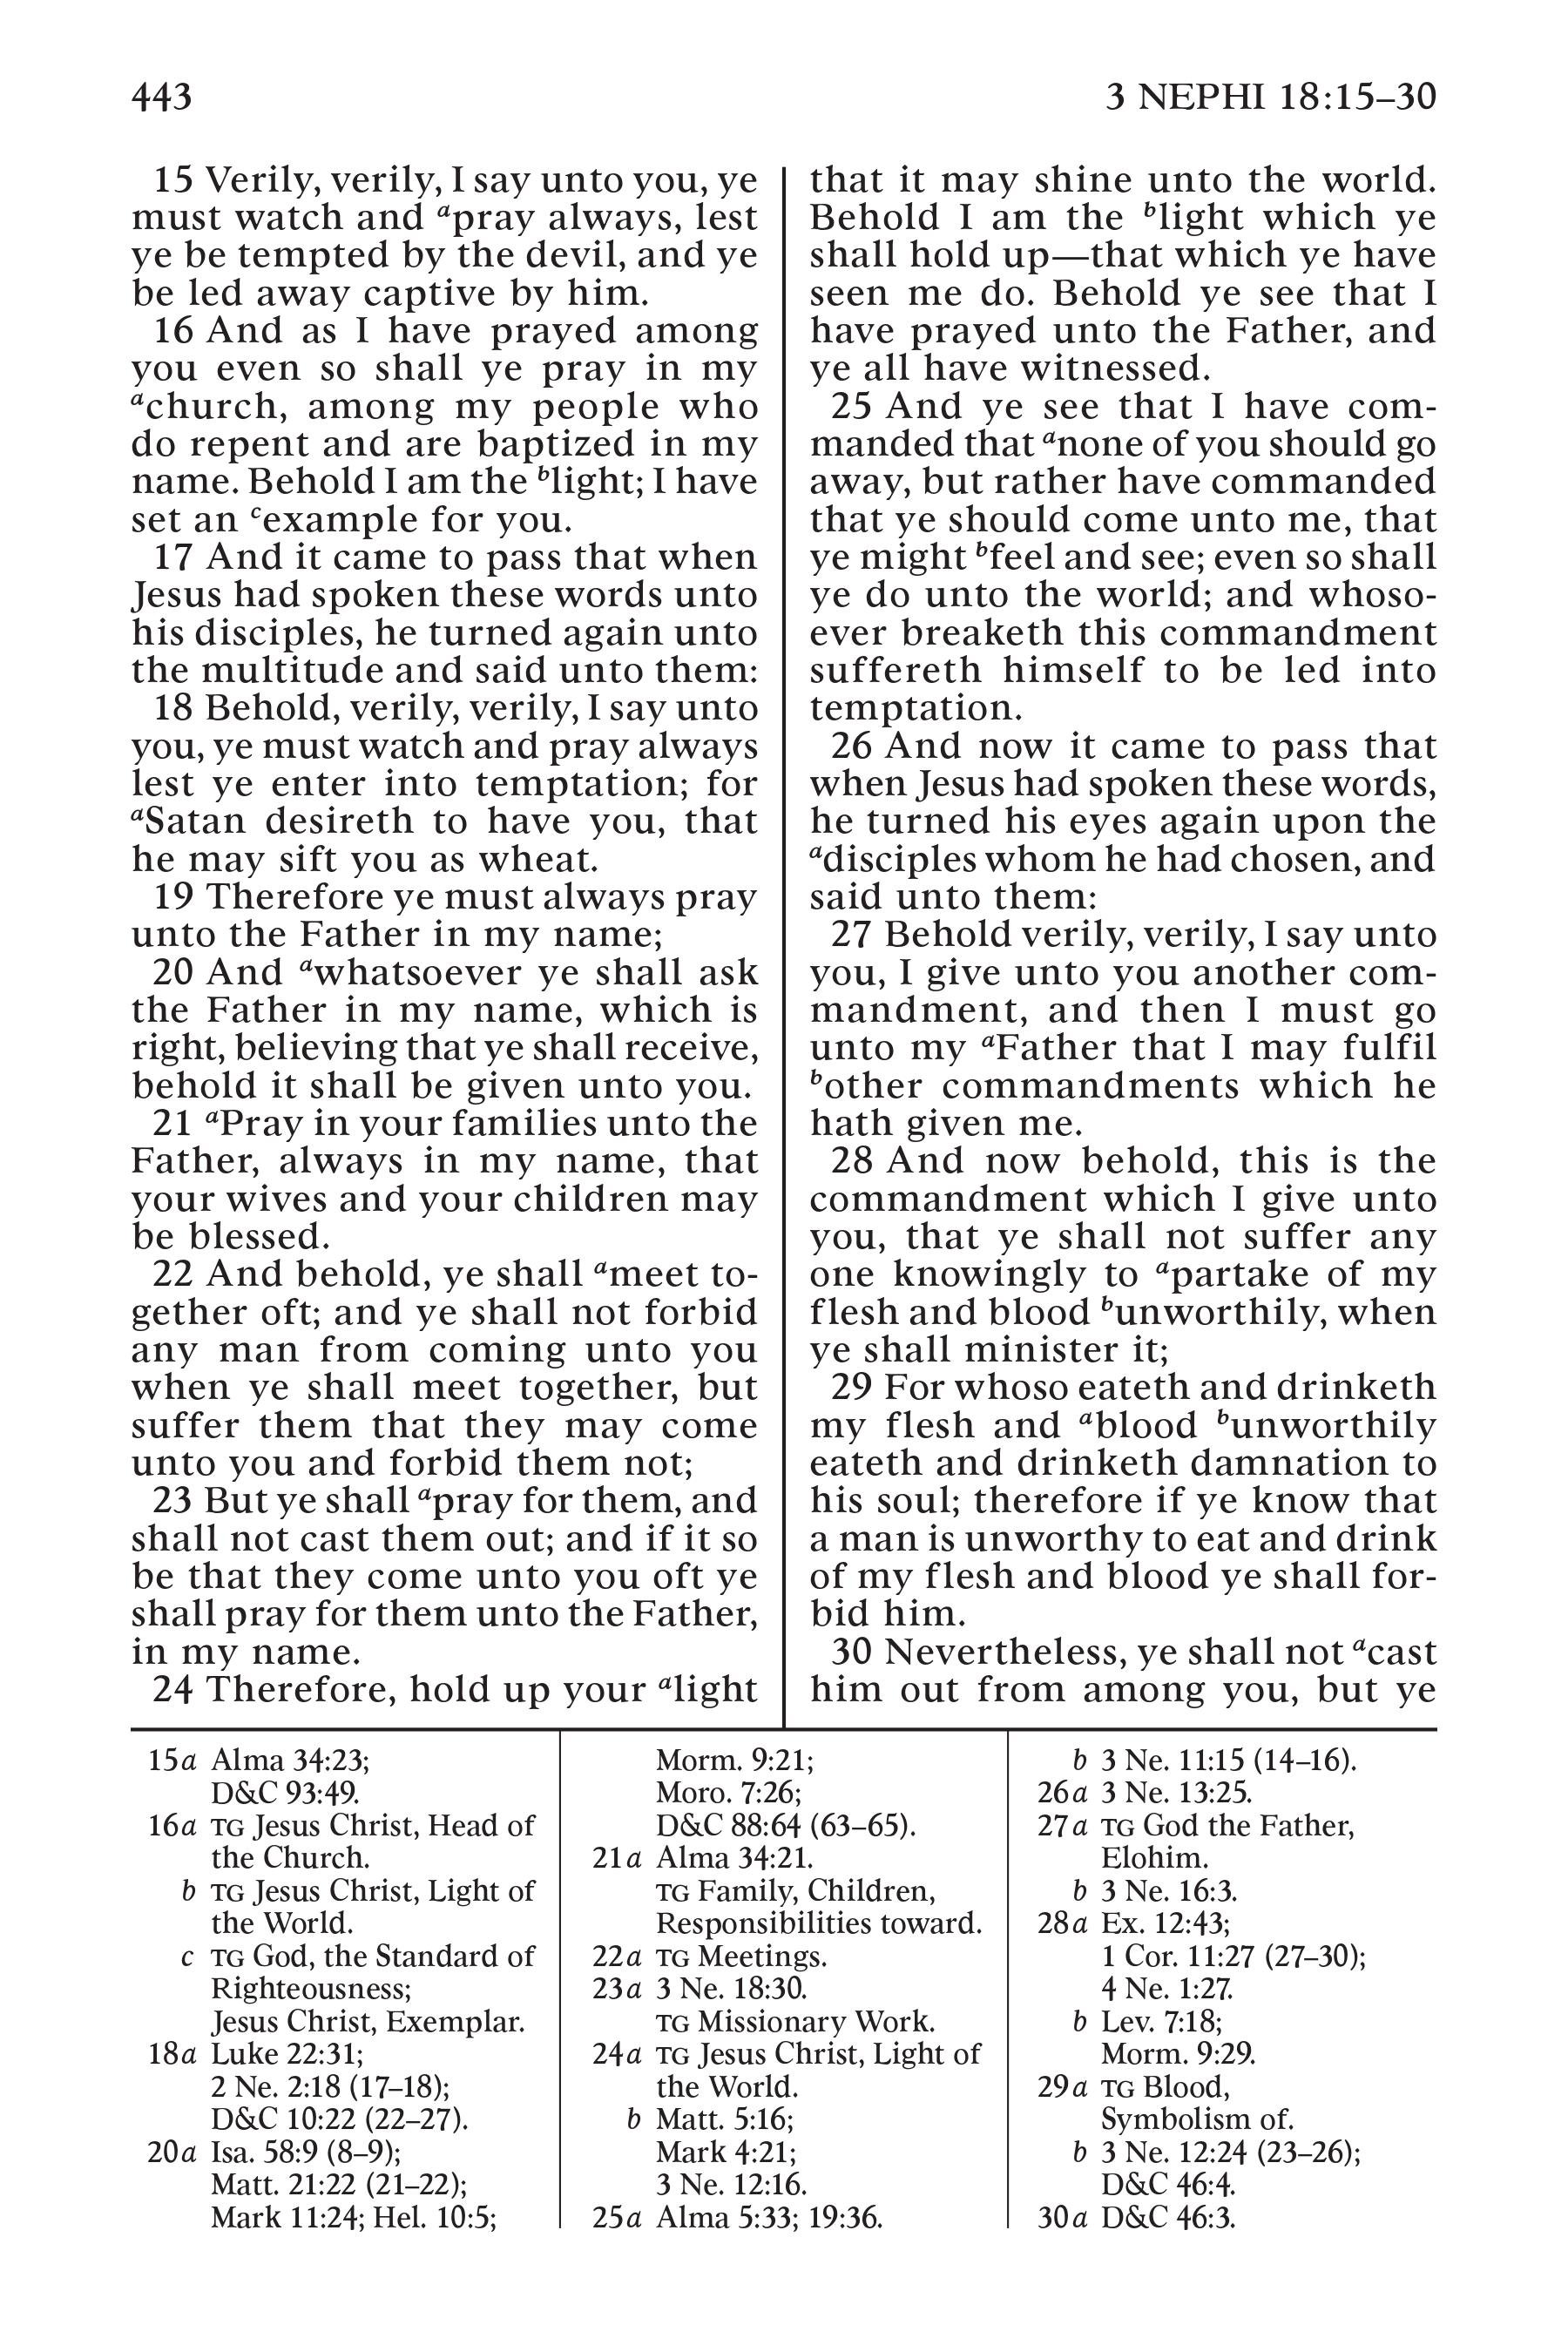 443
3 NEPHI 18:15–30
15 Verily, verily, I say unto you, ye
must watch and apray always, lest
ye be tempted by the devil, and ye
be led away captive by him.
16 And as I have prayed among
you even so shall ye pray in my
achurch, among my people who
do repent and are baptized in my
name. Behold I am the blight; I have
set an cexample for you.
17 And it came to pass that when
Jesus had spoken these words unto
his disciples, he turned again unto
the multitude and said unto them:
18 Behold, verily, verily, I say unto
you, ye must watch and pray always
lest ye enter into temptation; for
aSatan desireth to have you, that
he may sift you as wheat.
19 Therefore ye must always pray
unto the Father in my name;
20 And awhatsoever ye shall ask
the Father in my name, which is
right, believing that ye shall receive,
behold it shall be given unto you.
21 aPray in your families unto the
Father, always in my name, that
your wives and your children may
be blessed.
22 And behold, ye shall ameet to-
gether oft; and ye shall not forbid
any man from coming unto you
when ye shall meet together, but
suffer them that they may come
unto you and forbid them not;
23 But ye shall apray for them, and
shall not cast them out; and if it so
be that they come unto you oft ye
shall pray for them unto the Father,
in my name.
24 Therefore, hold up your alight
that it may shine unto the world.
Behold I am the blight which ye
shall hold up—that which ye have
seen me do. Behold ye see that I
have prayed unto the Father, and
ye all have witnessed.
25 And ye see that I have com-
manded that anone of you should go
away, but rather have commanded
that ye should come unto me, that
ye might bfeel and see; even so shall
ye do unto the world; and whoso-
ever breaketh this commandment
suffereth himself to be led into
temptation.
26 And now it came to pass that
when Jesus had spoken these words,
he turned his eyes again upon the
adisciples whom he had chosen, and
said unto them:
27 Behold verily, verily, I say unto
you, I give unto you another com-
mandment, and then I must go
unto my aFather that I may fulfil
bother commandments which he
hath given me.
28 And now behold, this is the
commandment which I give unto
you, that ye shall not suffer any
one knowingly to apartake of my
flesh and blood bunworthily, when
ye shall minister it;
29 For whoso eateth and drinketh
my flesh and ablood bunworthily
eateth and drinketh damnation to
his soul; therefore if ye know that
a man is unworthy to eat and drink
of my flesh and blood ye shall for-
bid him.
30 Nevertheless, ye shall not acast
him out from among you, but ye
15a Alma 34:23;
D&C 93:49.
16a TG Jesus Christ, Head of
the Church.
b TG Jesus Christ, Light of
the World.
c TG God, the Standard of
Righteousness;
Jesus Christ, Exemplar.
18a Luke 22:31;
2 Ne. 2:18 (17–18);
D&C 10:22 (22–27).
20a Isa. 58:9 (8–9);
Matt. 21:22 (21–22);
Mark 11:24; Hel. 10:5;
Morm. 9:21;
Moro. 7:26;
D&C 88:64 (63–65).
21a Alma 34:21.
TG Family, Children,
Responsibilities toward.
22a TG Meetings.
23a 3 Ne. 18:30.
TG Missionary Work.
24a TG Jesus Christ, Light of
the World.
b Matt. 5:16;
Mark 4:21;
3 Ne. 12:16.
25a Alma 5:33; 19:36.
b 3 Ne. 11:15 (14–16).
26a 3 Ne. 13:25.
27a TG God the Father,
Elohim.
b 3 Ne. 16:3.
28a Ex. 12:43;
1 Cor. 11:27 (27–30);
4 Ne. 1:27.
b Lev. 7:18;
Morm. 9:29.
29a TG Blood,
Symbolism of.
b 3 Ne. 12:24 (23–26);
D&C 46:4.
30a D&C 46:3.